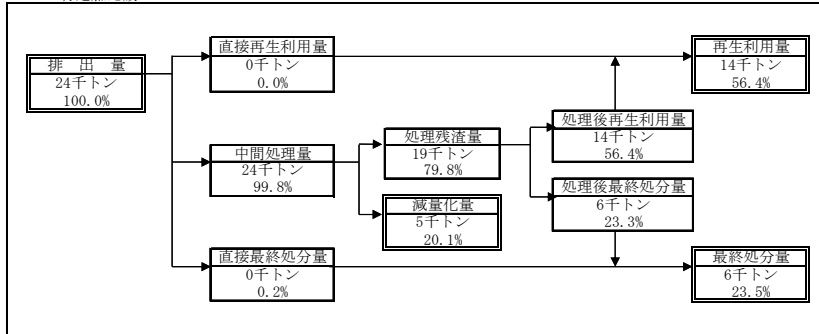 排出量
24千トン
100.0%
直接再生利用量
0千トン
0.0%
中間処理量
24千トン
99.8%
直接最終処分量
0千トン
0.2%
処理残渣量
19千トン
79.8%
減量化量
5千トン
20.1%
処理後再生利用量
14千トン
56.4%
処理後最終処分量
6千トン
23.3%
再生利用量
14千トン
56.4%
最終処分量
6千トン
23.5%